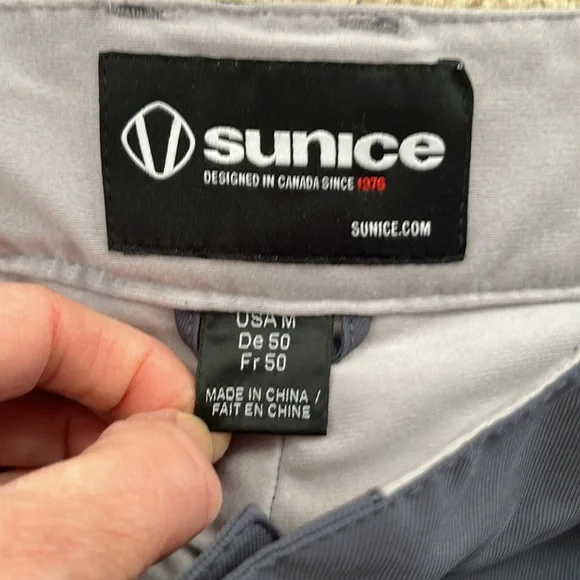 sunice
DESIGNED IN CANADA SINCE 1976
SUNICE.COM
USA M
De 50
Fr 50
MADE IN CHINA /
FAIT EN CHINE